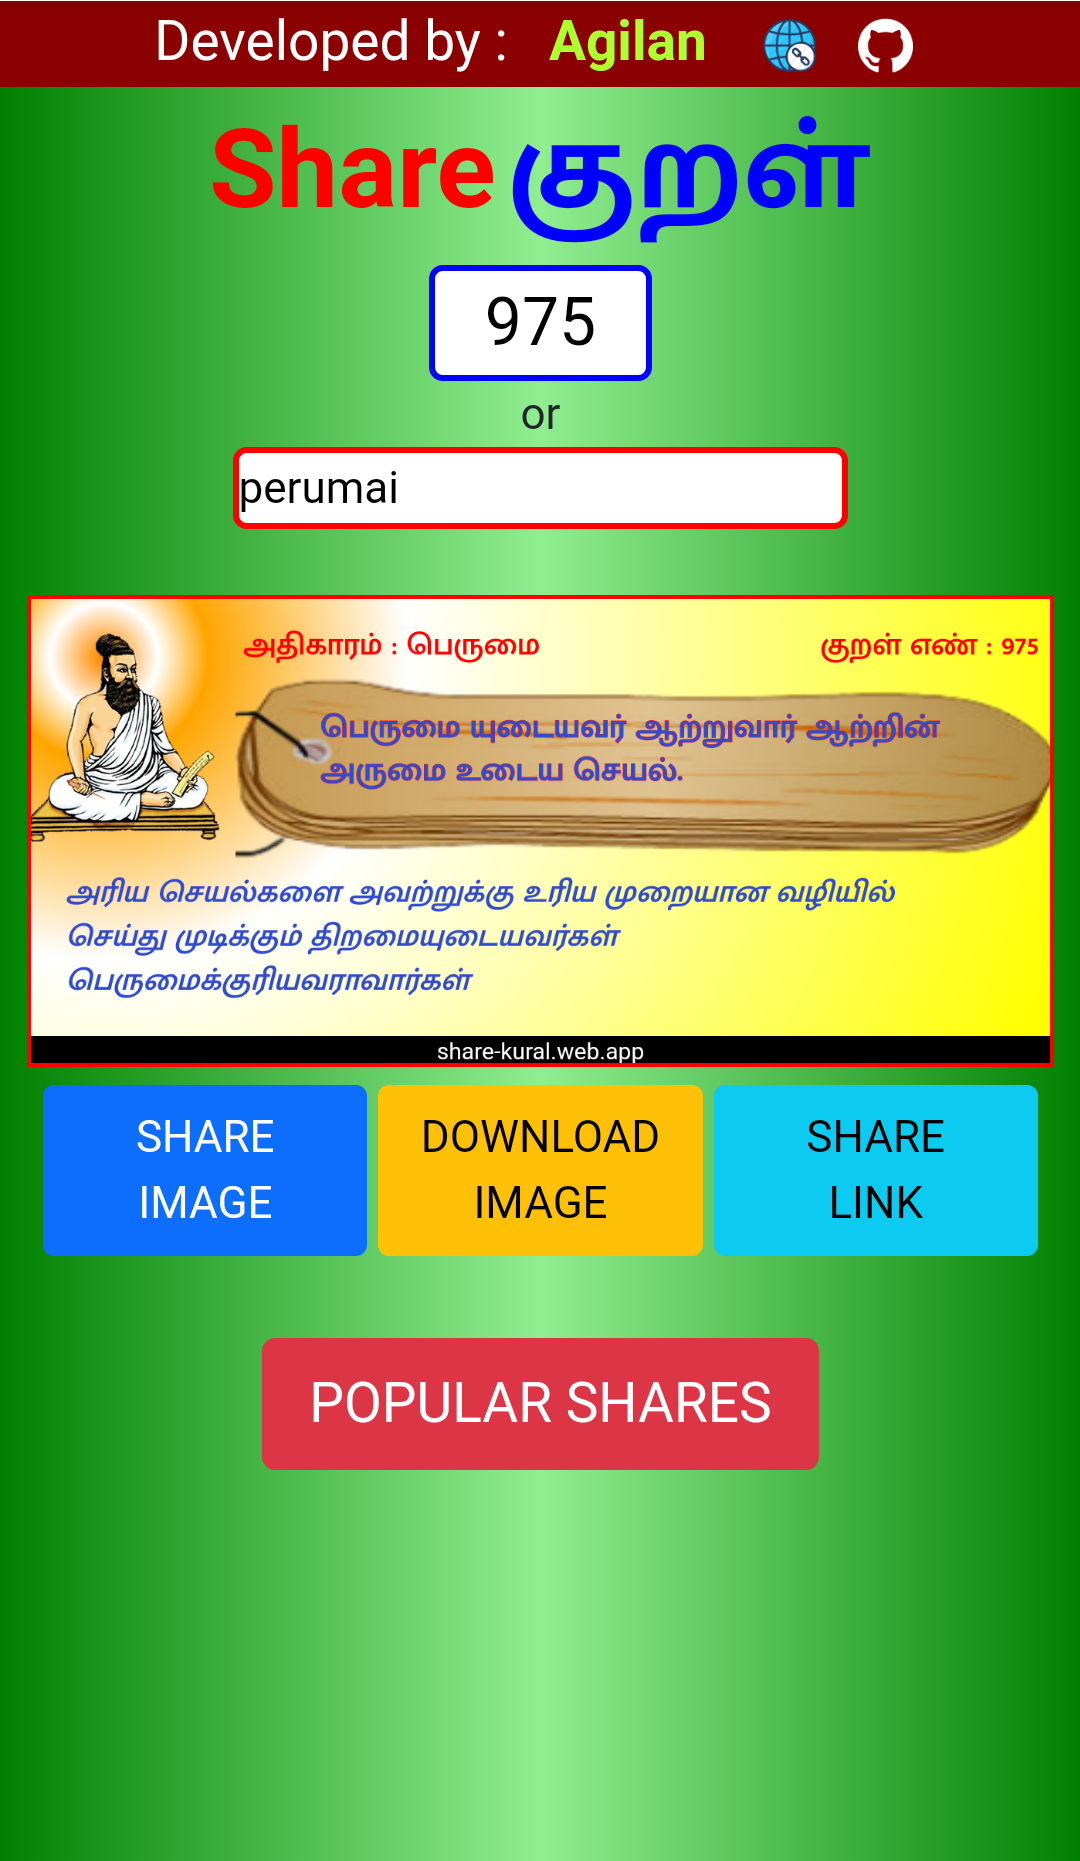 Developed by : Agilan
Share குறள்
975
or
perumai
அதிகாரம் : பெருமை குறள் எண் : 975
பெருமை யுடையவர் ஆற்றுவார் ஆற்றின்
அருமை உடைய செயல்.
அரிய செயல்களை அவற்றுக்கு உரிய முறையான வழியில்
செய்து முடிக்கும் திறமையுடையவர்கள்
பெருமைக்குரியவராவார்கள்
share-kural.web.app
SHARE
IMAGE
DOWNLOAD
IMAGE
SHARE
LINK
POPULAR SHARES